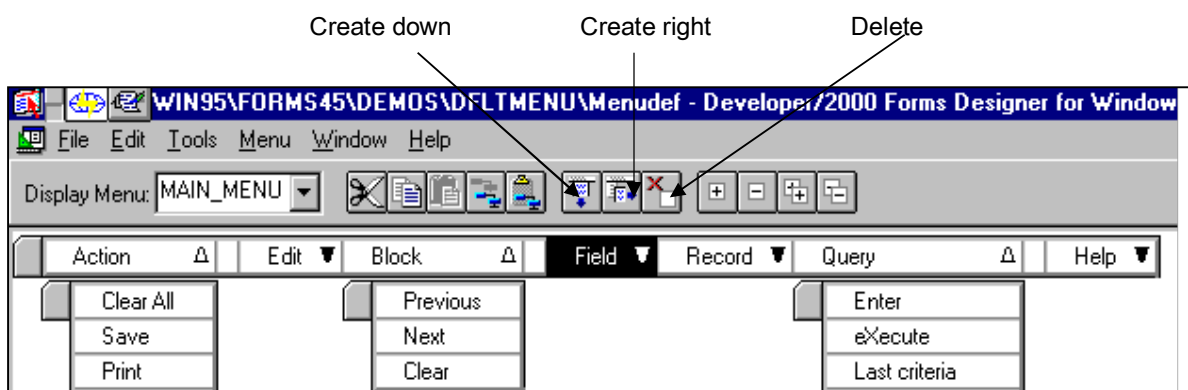 Create down Create right Delete
WIN95\FORMS45\DEMOS\DFLTMENU\Menudef - Developer/2000 Forms Designer for Window
File Edit Tools Menu Window Help
Display Menu: MAIN_MENU
Action Edit Block Field Record Query Help
Clear All Previous Enter
Save Next eXecute
Print Clear Last criteria